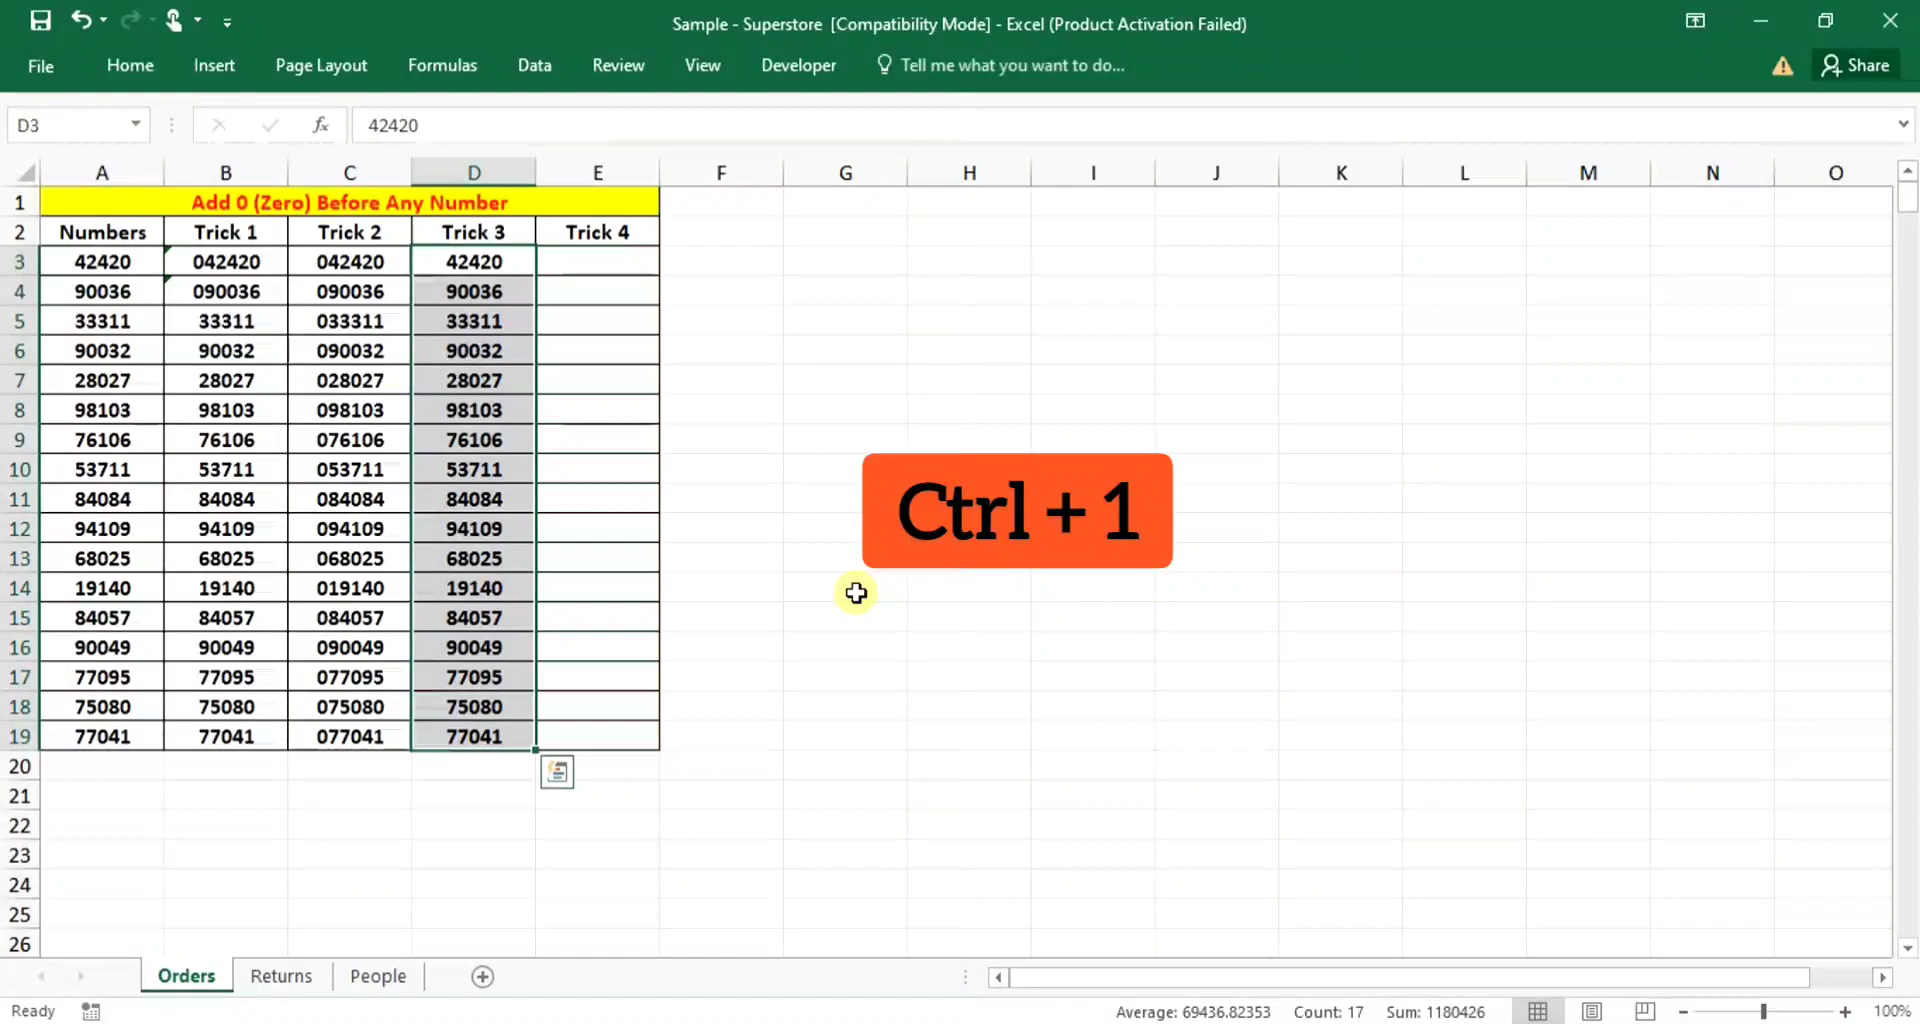 Sample - Superstore [Compatibility Mode] - Excel (Product Activation Failed)
File Home Insert Page Layout Formulas Data Review View Developer Tell me what you want to do... Share
D3 fx 42420
A B C D E F G H I J K L M N O
1 Add 0 (Zero) Before Any Number
2 Numbers Trick 1 Trick 2 Trick 3 Trick 4
3 42420 042420 042420 42420
4 90036 090036 090036 90036
5 33311 33311 033311 33311
6 90032 90032 090032 90032
7 28027 28027 028027 28027
8 98103 98103 098103 98103
9 76106 76106 076106 76106
10 53711 53711 053711 53711
Ctrl + 1
11 84084 84084 084084 84084
12 94109 94109 094109 94109
13 68025 68025 068025 68025
14 19140 19140 019140 19140
15 84057 84057 084057 84057
16 90049 90049 090049 90049
17 77095 77095 077095 77095
18 75080 75080 075080 75080
19 77041 77041 077041 77041
20
21
22
23
24
25
26
Orders Returns People
Ready Average: 69436.82353 Count: 17 Sum: 1180426 100%